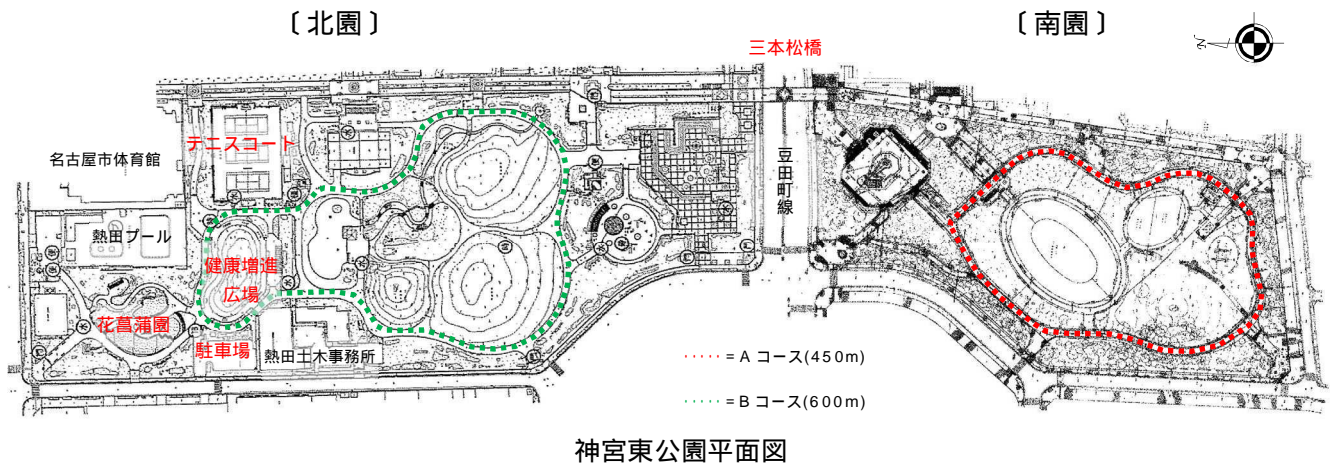 〔北園〕
〔南園〕
三本松橋
N
テニスコート
名古屋市体育館
豆田町線
熱田プール
健康増進
広場
花菖蒲園
駐車場
熱田土木事務所
=Aコース(450m)
=Bコース(600m)
神宮東公園平面図